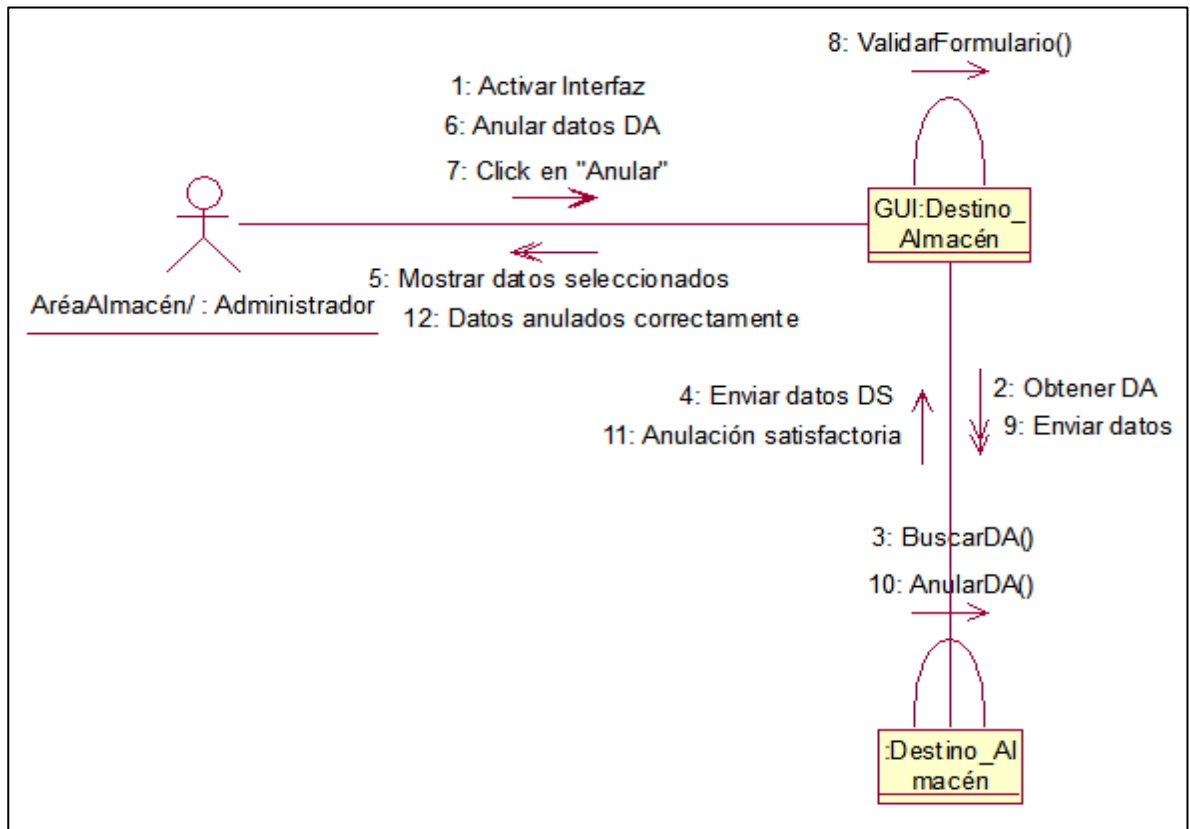 8: ValidarFormulario()
1: Activar Interfaz
6: Anular datos DA
7: Click en "Anular"
GUI:Destino_
Almacén
5: Mostrar datos seleccionados
AréaAlmacén/ : Administrador
12: Datos anulados correctamente
4: Enviar datos DS
2: Obtener DA
11: Anulación satisfactoria
9: Enviar datos
3: BuscarDA()
10: AnularDA()
:Destino_Al
macén